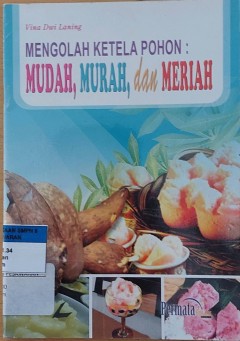 Vina Dwi Laning
MENGOLAH KETELA POHON :
MUDAH, MURAH, dan MERIAH
Permata